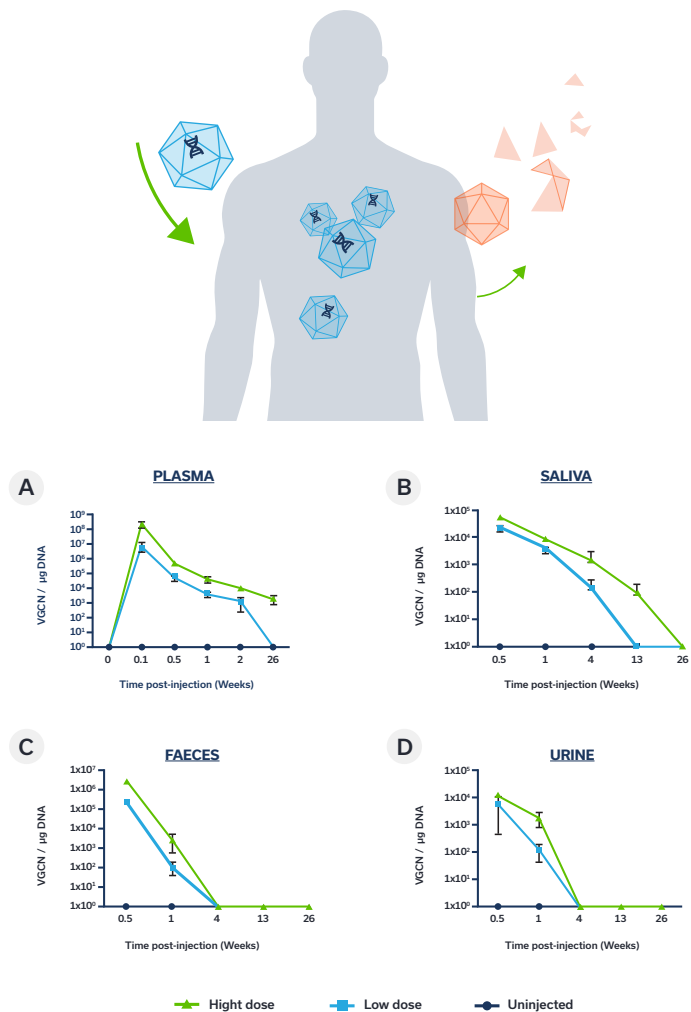 A
PLASMA
VGCN / µg DNA
10⁹
10⁸
10⁷
10⁶
10⁵
10⁴
10³
10²
10¹
10⁰
0 0.1 0.5 1 2 26
Time post-injection (Weeks)
B
SALIVA
VGCN / µg DNA
1x10⁵
1x10⁴
1x10³
1x10²
1x10¹
1x10⁰
0.5 1 4 13 26
Time post-injection (Weeks)
C
FAECES
VGCN / µg DNA
1x10⁷
1x10⁶
1x10⁵
1x10⁴
1x10³
1x10²
1x10¹
1x10⁰
0.5 1 4 13 26
Time post-injection (Weeks)
D
URINE
VGCN / µg DNA
1x10⁵
1x10⁴
1x10³
1x10²
1x10¹
1x10⁰
0.5 1 4 13 26
Time post-injection (Weeks)
Hight dose Low dose Uninjected